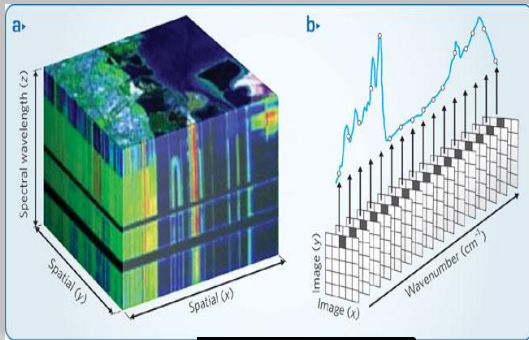 a
b
Spectral wavelength (z)
Spatial (y)
Spatial (x)
Image (y)
Image (x)
Wavenumber (cm⁻¹)